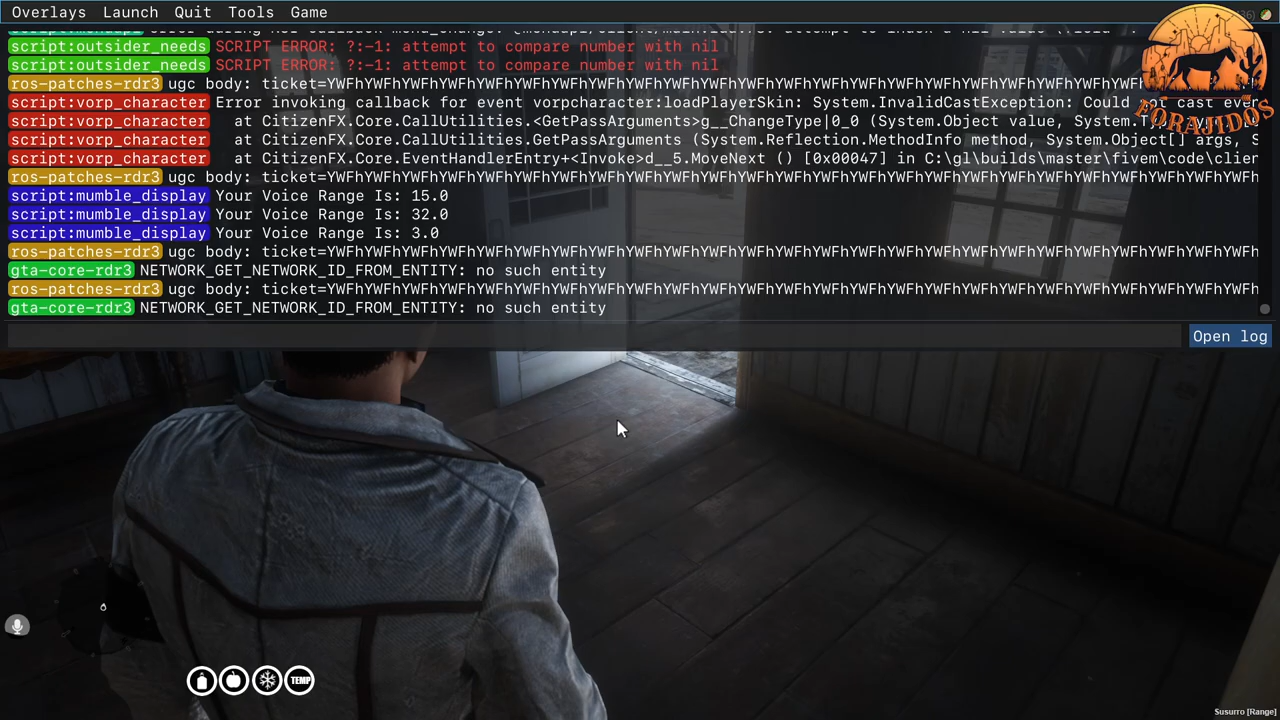 Overlays Launch Quit Tools Game
script:outsider_needs SCRIPT ERROR: ?:-1: attempt to compare number with nil
script:outsider_needs SCRIPT ERROR: ?:-1: attempt to compare number with nil
ros-patches-rdr3 ugc body: ticket=YWFhYWFhYWFhYWFhYWFhYWFhYWFhYWFhYWFhYWFhYWFhYWFhYWFhYWFhYWFhYWFhYWFhYWFhYWFhYW
script:vorp_character Error invoking callback for event vorpcharacter:loadPlayerSkin: System.InvalidCastException: Could not cast even
script:vorp_character at CitizenFX.Core.CallUtilities.<GetPassArguments>g__ChangeType|0_0 (System.Object value, System.T
script:vorp_character at CitizenFX.Core.CallUtilities.GetPassArguments (System.Reflection.MethodInfo method, System.Object[] args, S
script:vorp_character at CitizenFX.Core.EventHandlerEntry+<Invoke>d__5.MoveNext () [0x00047] in C:\gl\builds\master\fivem\code\clien
ros-patches-rdr3 ugc body: ticket=YWFhYWFhYWFhYWFhYWFhYWFhYWFhYWFhYWFhYWFhYWFhYWFhYWFhYWFhYWFhYWFhYWFhYWFhYWFhYWFhYWFhYWFh
script:mumble_display Your Voice Range Is: 15.0
script:mumble_display Your Voice Range Is: 32.0
script:mumble_display Your Voice Range Is: 3.0
ros-patches-rdr3 ugc body: ticket=YWFhYWFhYWFhYWFhYWFhYWFhYWFhYWFhYWFhYWFhYWFhYWFhYWFhYWFhYWFhYWFhYWFhYWFhYWFhYWFhYWFhYWFh
gta-core-rdr3 NETWORK_GET_NETWORK_ID_FROM_ENTITY: no such entity
ros-patches-rdr3 ugc body: ticket=YWFhYWFhYWFhYWFhYWFhYWFhYWFhYWFhYWFhYWFhYWFhYWFhYWFhYWFhYWFhYWFhYWFhYWFhYWFhYWFhYWFhYWFh
gta-core-rdr3 NETWORK_GET_NETWORK_ID_FROM_ENTITY: no such entity
Open log
FORAJIDOS
TEMP
Susurro [Range]